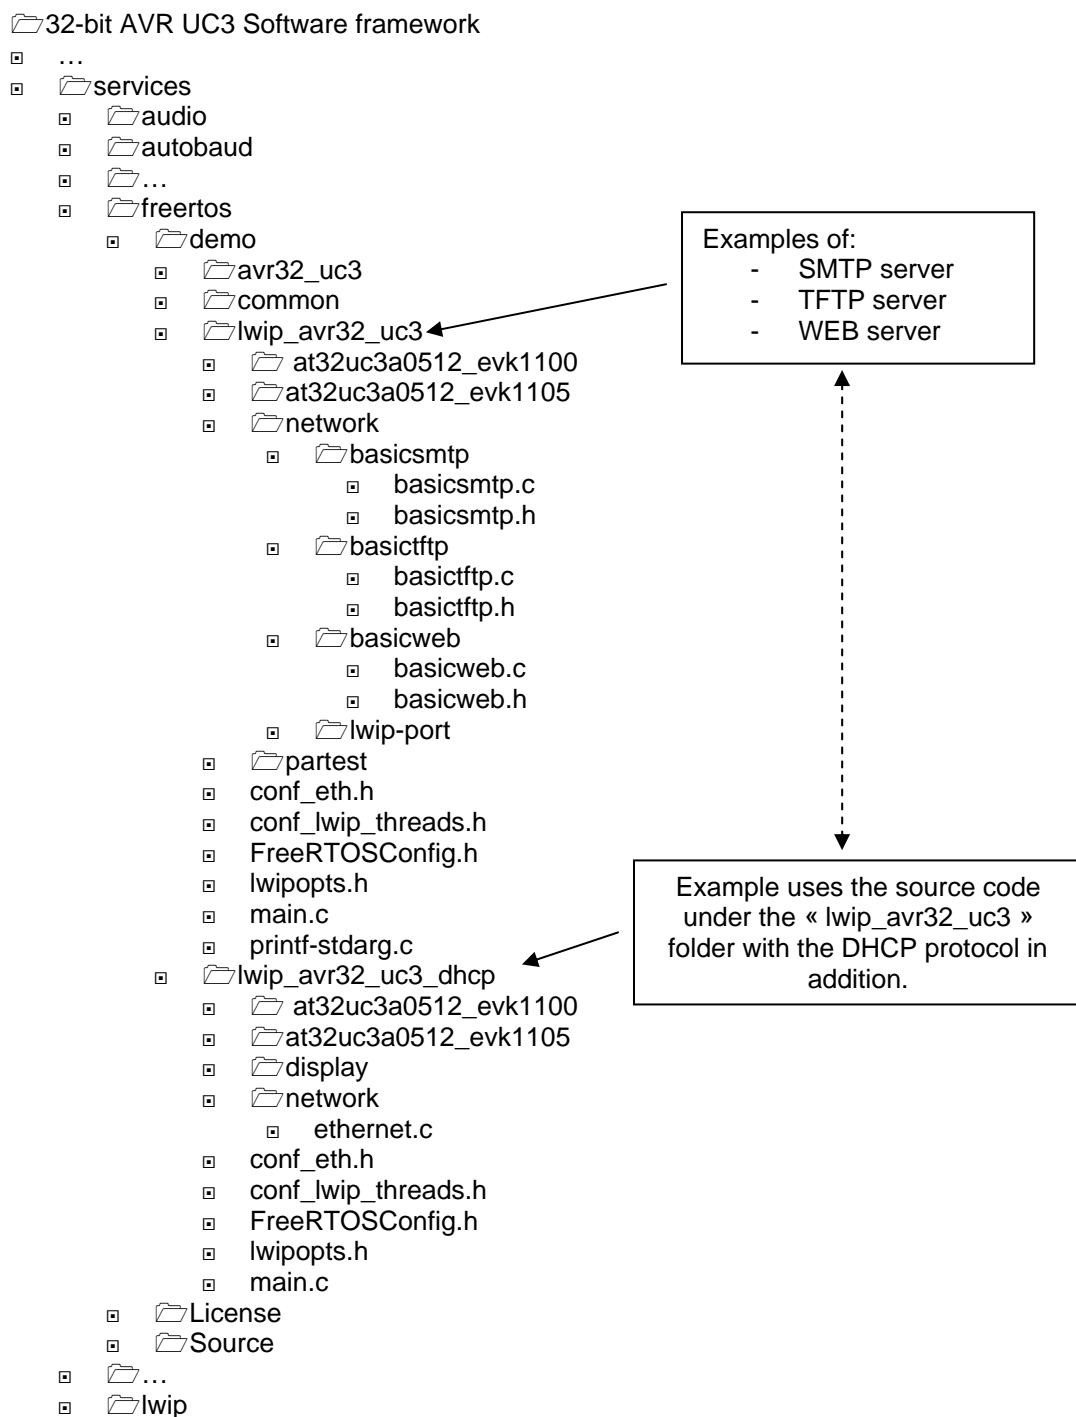 32-bit AVR UC3 Software framework
…
services
audio
autobaud
…
freertos
demo
avr32_uc3
common
lwip_avr32_uc3
at32uc3a0512_evk1100
at32uc3a0512_evk1105
network
basicsmtp
basicsmtp.c
basicsmtp.h
basictftp
basictftp.c
basictftp.h
basicweb
basicweb.c
basicweb.h
lwip-port
partest
conf_eth.h
conf_lwip_threads.h
FreeRTOSConfig.h
lwipopts.h
main.c
printf-stdarg.c
lwip_avr32_uc3_dhcp
at32uc3a0512_evk1100
at32uc3a0512_evk1105
display
network
ethernet.c
conf_eth.h
conf_lwip_threads.h
FreeRTOSConfig.h
lwipopts.h
main.c
License
Source
…
lwip
Examples of:
- SMTP server
- TFTP server
- WEB server
Example uses the source code
under the « lwip_avr32_uc3 »
folder with the DHCP protocol in
addition.